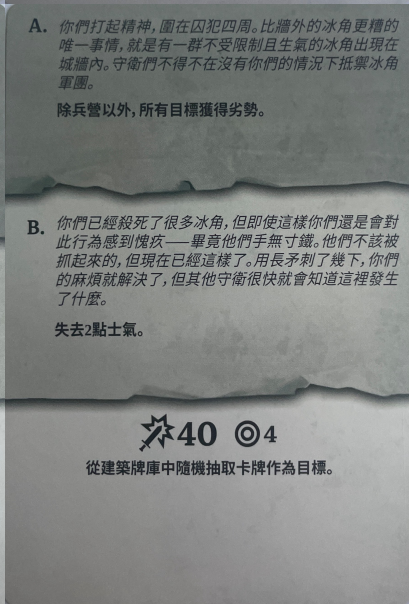 A. 你們打起精神，圍在囚犯四周。比牆外的冰角更糟的
唯一事情，就是有一群不受限制且生氣的冰角出現在
城牆內。守衛們不得不在沒有你們的情況下抵禦冰角
軍團。
除兵營以外，所有目標獲得劣勢。
B. 你們已經殺死了很多冰角，但即使這樣你們還是會對
此行為感到愧疚——畢竟他們手無寸鐵。他們不該被
抓起來的，但現在已經這樣了。用長矛刺了幾下，你們
的麻煩就解決了，但其他守衛很快就會知道這裡發生
了什麼。
失去2點士氣。
40 4
從建築牌庫中隨機抽取卡牌作為目標。